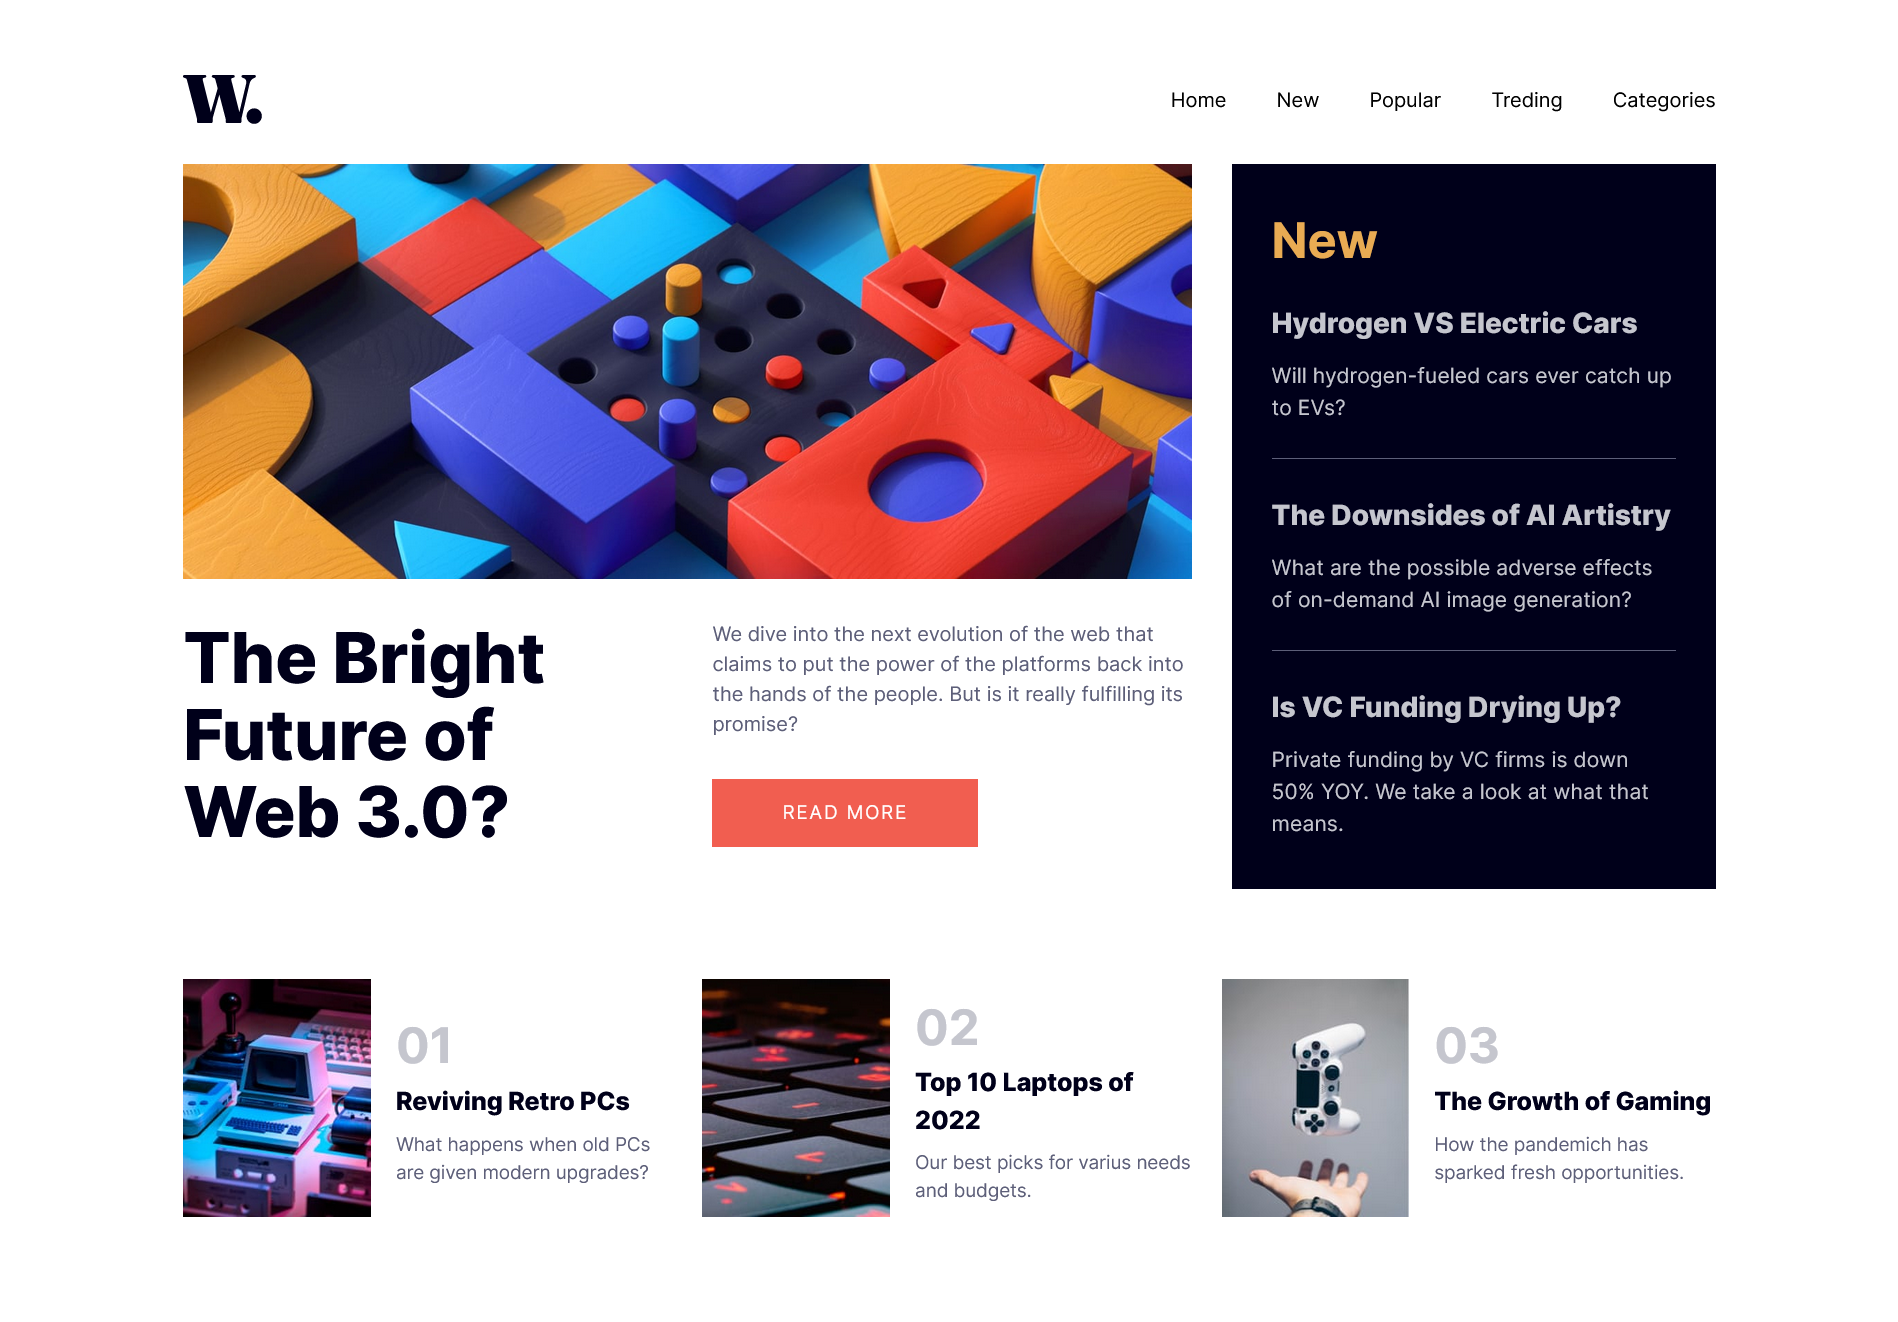 W.
Home New Popular Treding Categories
The Bright
Future of
Web 3.0?
We dive into the next evolution of the web that
claims to put the power of the platforms back into
the hands of the people. But is it really fulfilling its
promise?
READ MORE
New
Hydrogen VS Electric Cars
Will hydrogen-fueled cars ever catch up
to EVs?
The Downsides of AI Artistry
What are the possible adverse effects
of on-demand AI image generation?
Is VC Funding Drying Up?
Private funding by VC firms is down
50% YOY. We take a look at what that
means.
01
Reviving Retro PCs
What happens when old PCs
are given modern upgrades?
02
Top 10 Laptops of
2022
Our best picks for varius needs
and budgets.
03
The Growth of Gaming
How the pandemich has
sparked fresh opportunities.